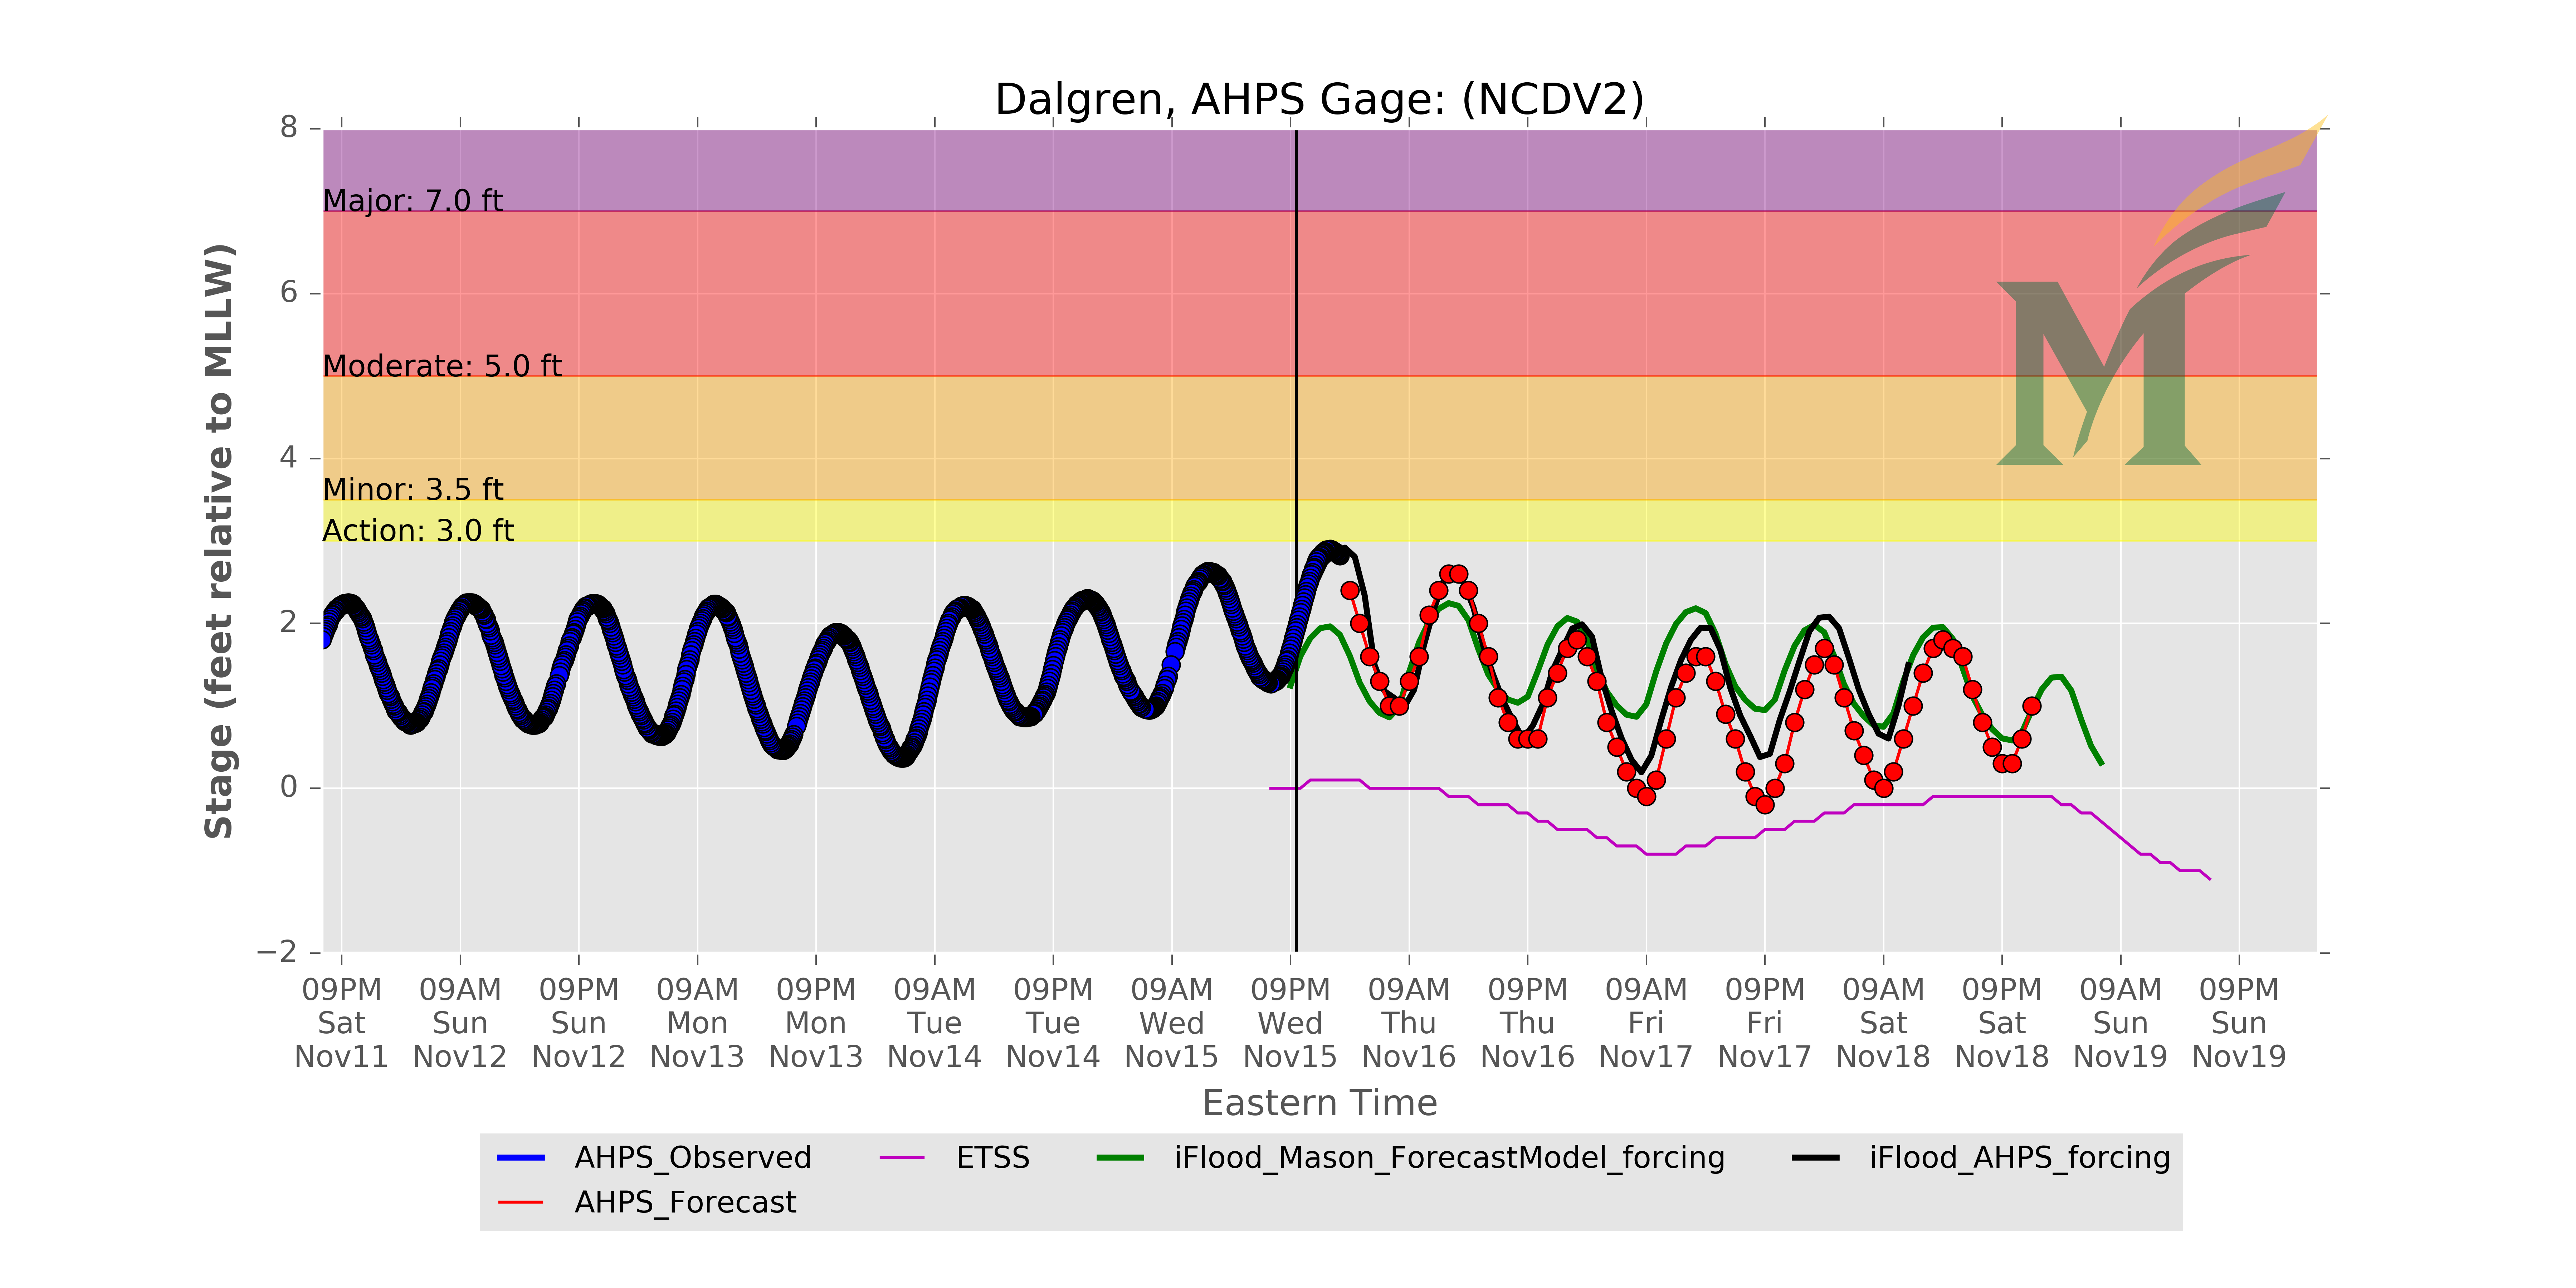 Dalgren, AHPS Gage: (NCDV2)
8
Major: 7.0 ft
6
Moderate: 5.0 ft
4
Minor: 3.5 ft
Action: 3.0 ft
2
0
−2
Stage (feet relative to MLLW)
M
09PM 09AM 09PM 09AM 09PM 09AM 09PM 09AM 09PM 09AM 09PM 09AM 09PM 09AM 09PM 09AM 09PM
Sat Sun Sun Mon Mon Tue Tue Wed Wed Thu Thu Fri Fri Sat Sat Sun Sun
Nov11 Nov12 Nov12 Nov13 Nov13 Nov14 Nov14 Nov15 Nov15 Nov16 Nov16 Nov17 Nov17 Nov18 Nov18 Nov19 Nov19
Eastern Time
AHPS_Observed ETSS iFlood_Mason_ForecastModel_forcing iFlood_AHPS_forcing
AHPS_Forecast